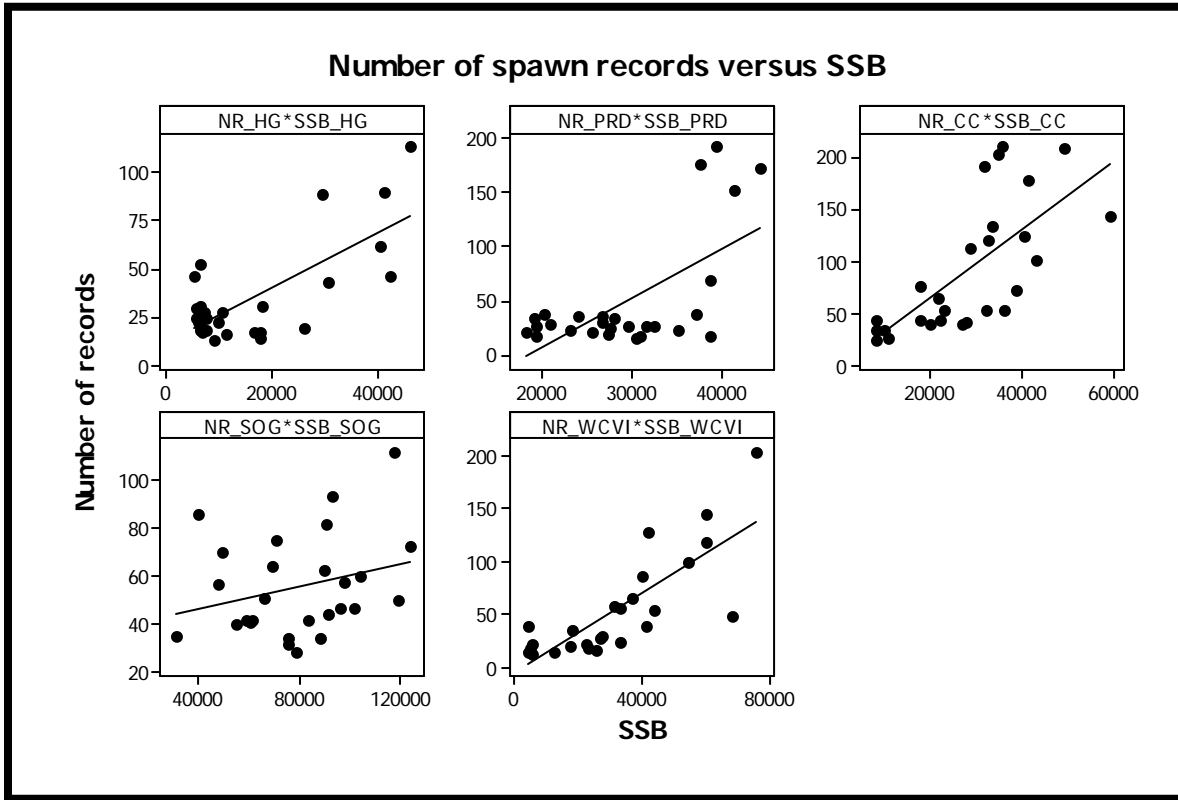 Number of spawn records versus SSB
NR_HG*SSB_HG
NR_PRD*SSB_PRD
NR_CC*SSB_CC
100
75
50
25
0
0 20000 40000
200
150
100
50
0
20000 30000 40000
200
150
100
50
0
20000 40000 60000
NR_SOG*SSB_SOG
NR_WCVI*SSB_WCVI
100
80
60
40
20
40000 80000 120000
200
150
100
50
0
0 40000 80000
Number of records
SSB